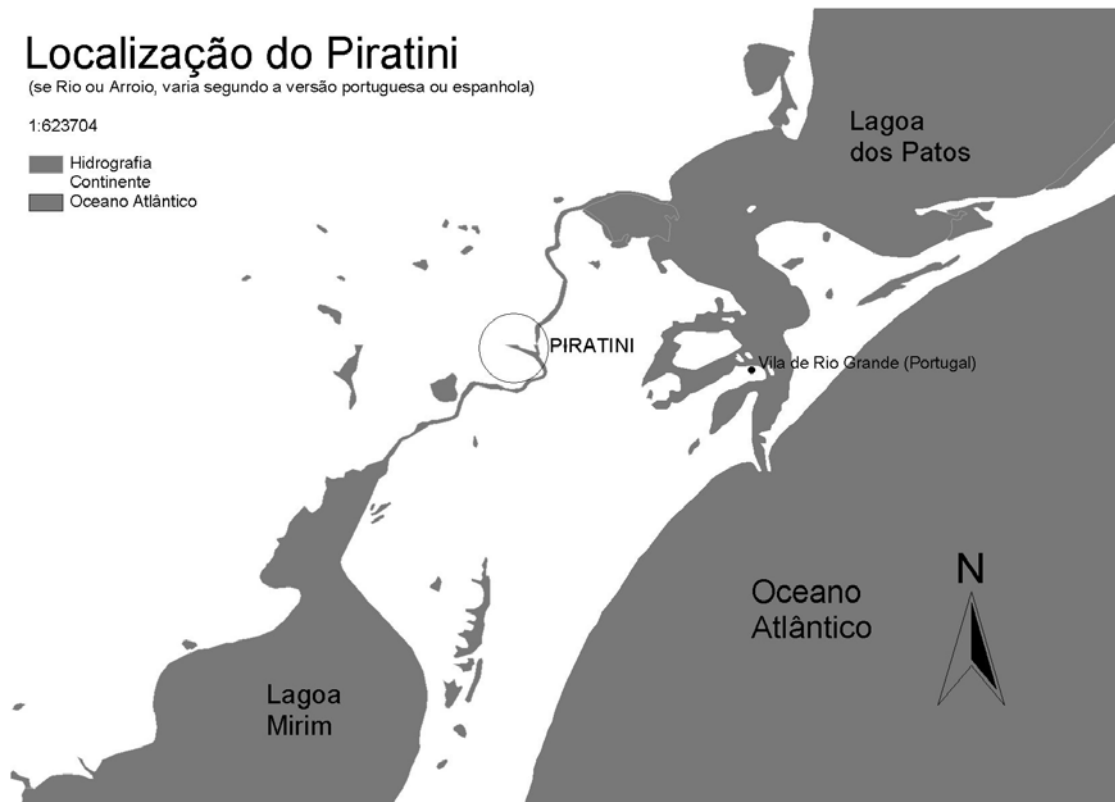 Localização do Piratini
(se Rio ou Arroio, varia segundo a versão portuguesa ou espanhola)
1:623704
Hidrografia
Continente
Oceano Atlântico
Lagoa
dos Patos
PIRATINI
Vila de Rio Grande (Portugal)
N
Oceano
Atlântico
Lagoa
Mirim